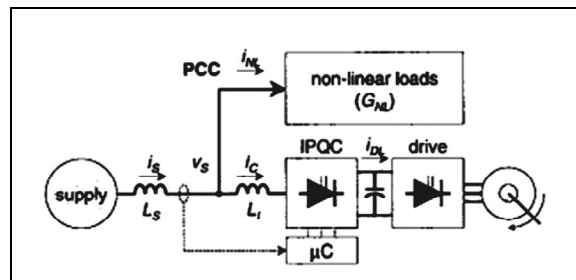 PCC
i_NL
non-linear loads
(G_NL)
IPQC
i_DL
drive
i_S
v_S
i_C
supply
L_S
L_I
μC